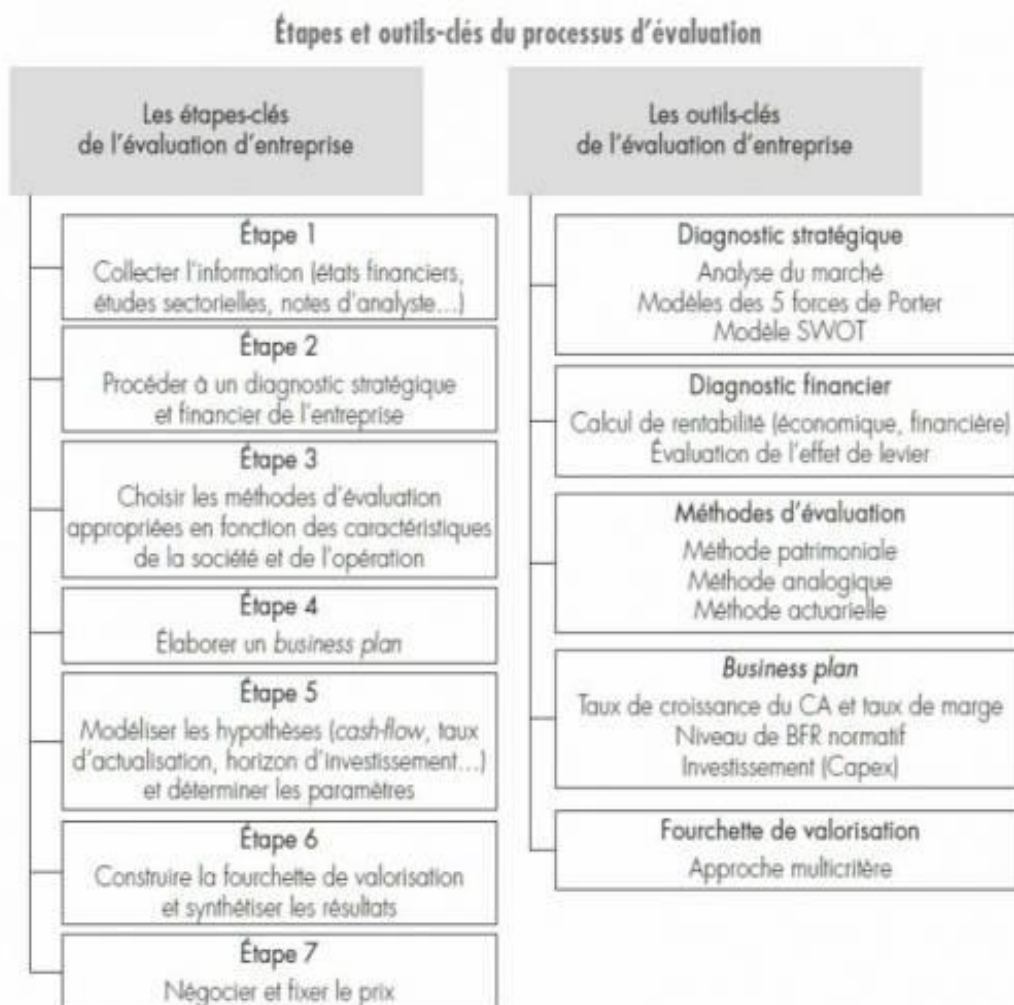 Étapes et outils-clés du processus d'évaluation
Les étapes-clés
de l'évaluation d'entreprise
Étape 1
Collecter l'information (états financiers,
études sectorielles, notes d'analyste...)
Étape 2
Procéder à un diagnostic stratégique
et financier de l'entreprise
Étape 3
Choisir les méthodes d'évaluation
appropriées en fonction des caractéristiques
de la société et de l'opération
Étape 4
Élaborer un business plan
Étape 5
Modéliser les hypothèses (cash-flow, taux
d'actualisation, horizon d'investissement...)
et déterminer les paramètres
Étape 6
Construire la fourchette de valorisation
et synthétiser les résultats
Étape 7
Négocier et fixer le prix
Les outils-clés
de l'évaluation d'entreprise
Diagnostic stratégique
Analyse du marché
Modèles des 5 forces de Porter
Modèle SWOT
Diagnostic financier
Calcul de rentabilité (économique, financière)
Évaluation de l'effet de levier
Méthodes d'évaluation
Méthode patrimoniale
Méthode analogique
Méthode actuarielle
Business plan
Taux de croissance du CA et taux de marge
Niveau de BFR normatif
Investissement (Capex)
Fourchette de valorisation
Approche multicritère